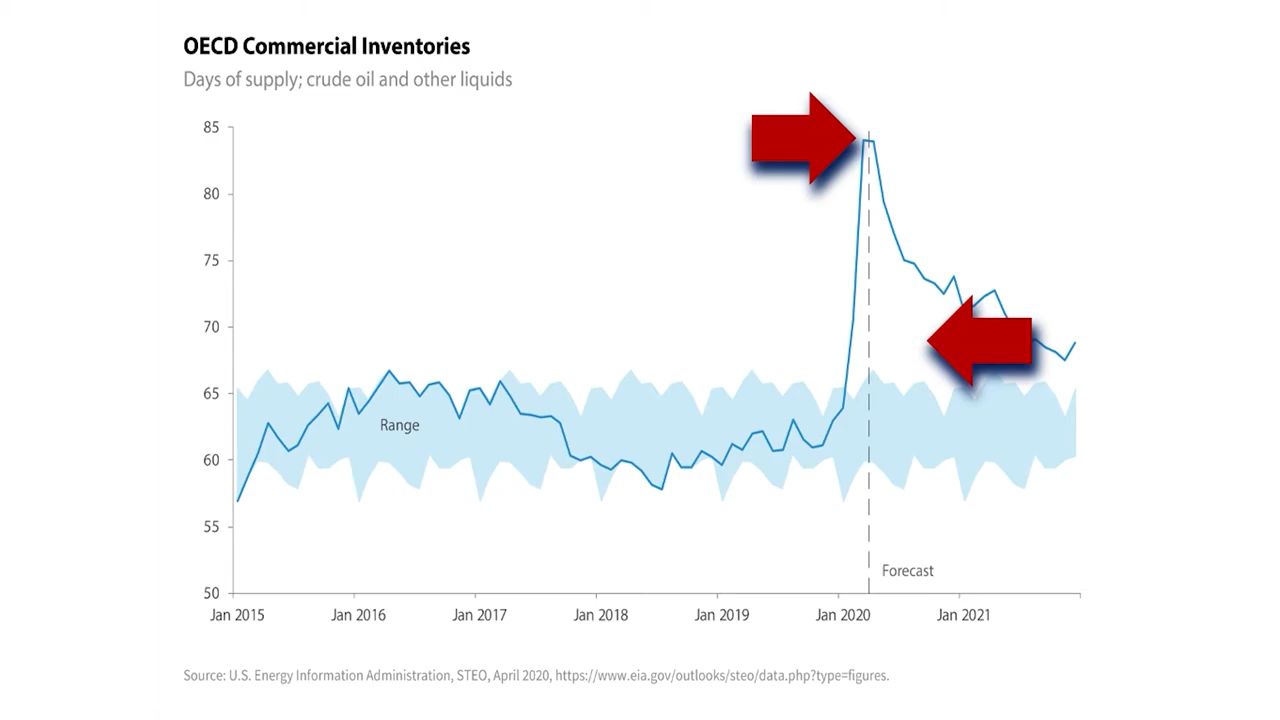 OECD Commercial Inventories
Days of supply; crude oil and other liquids
85
80
75
70
65
60
55
50
Range
Forecast
Jan 2015
Jan 2016
Jan 2017
Jan 2018
Jan 2019
Jan 2020
Jan 2021
Source: U.S. Energy Information Administration, STEO, April 2020, https://www.eia.gov/outlooks/steo/data.php?type=figures.